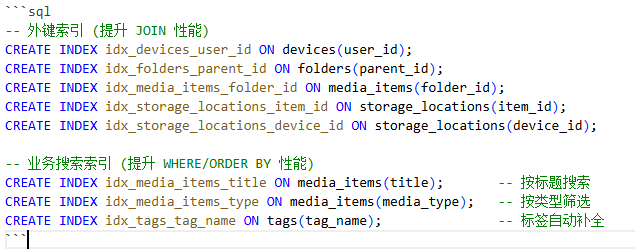 ```sql
-- 外键索引 (提升 JOIN 性能)
CREATE INDEX idx_devices_user_id ON devices(user_id);
CREATE INDEX idx_folders_parent_id ON folders(parent_id);
CREATE INDEX idx_media_items_folder_id ON media_items(folder_id);
CREATE INDEX idx_storage_locations_item_id ON storage_locations(item_id);
CREATE INDEX idx_storage_locations_device_id ON storage_locations(device_id);

-- 业务搜索索引 (提升 WHERE/ORDER BY 性能)
CREATE INDEX idx_media_items_title ON media_items(title);       -- 按标题搜索
CREATE INDEX idx_media_items_type ON media_items(media_type);   -- 按类型筛选
CREATE INDEX idx_tags_tag_name ON tags(tag_name);               -- 标签自动补全
```